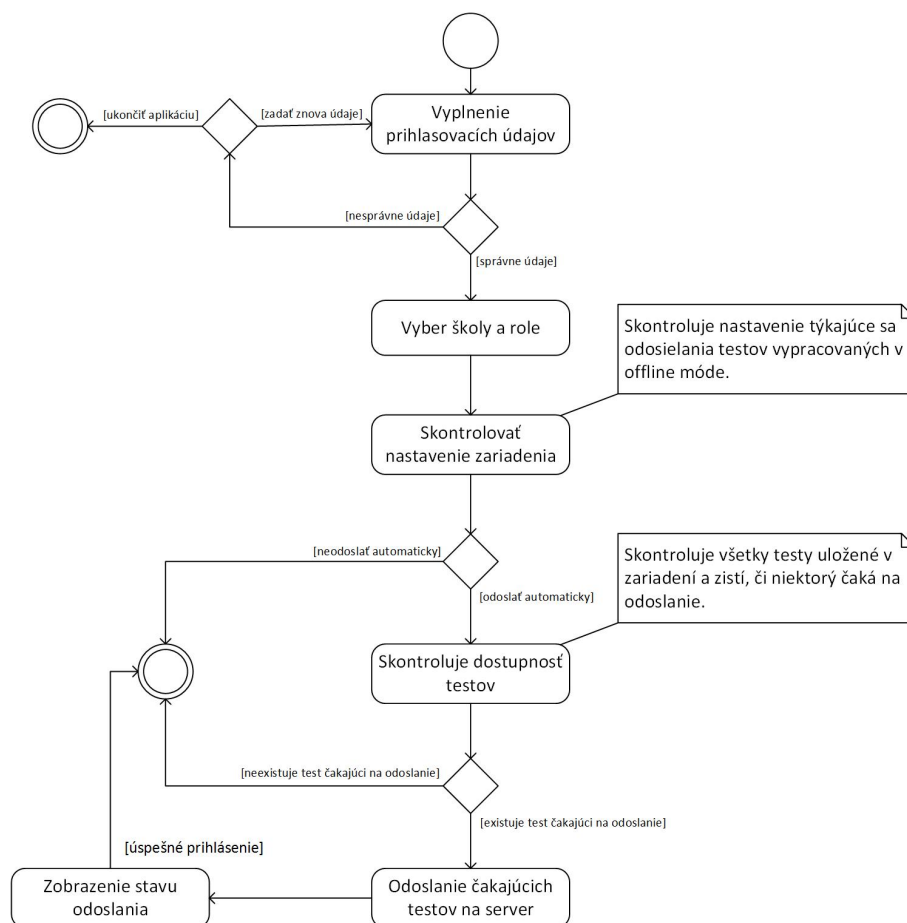 Vyplnenie
prihlasovacích údajov
[ukončiť aplikáciu]
[zadať znova údaje]
[nesprávne údaje]
[správne údaje]
Vyber školy a role
Skontroluje nastavenie týkajúce sa
odosielania testov vypracovaných v
offline móde.
Skontrolovať
nastavenie zariadenia
[neodoslať automaticky]
[odoslať automaticky]
Skontroluje všetky testy uložené v
zariadení a zistí, či niektorý čaká na
odoslanie.
Skontroluje dostupnosť
testov
[neexistuje test čakajúci na odoslanie]
[existuje test čakajúci na odoslanie]
[úspešné prihlásenie]
Zobrazenie stavu
odoslania
Odoslanie čakajúcich
testov na server